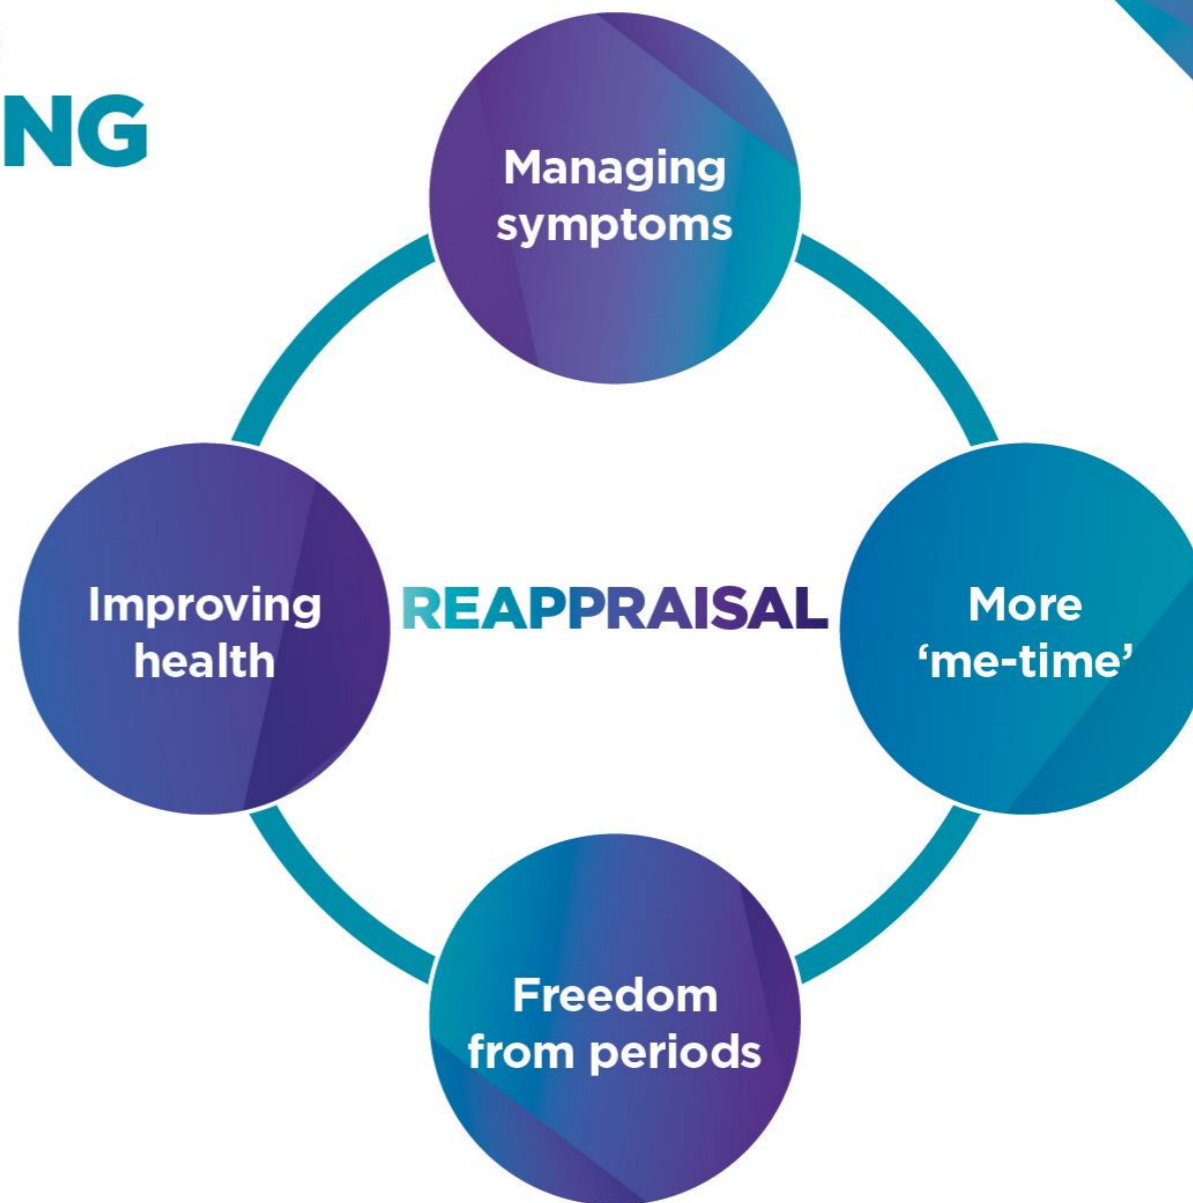 NG
Managing
symptoms
Improving
health
REAPPRAISAL
More
‘me-time’
Freedom
from periods